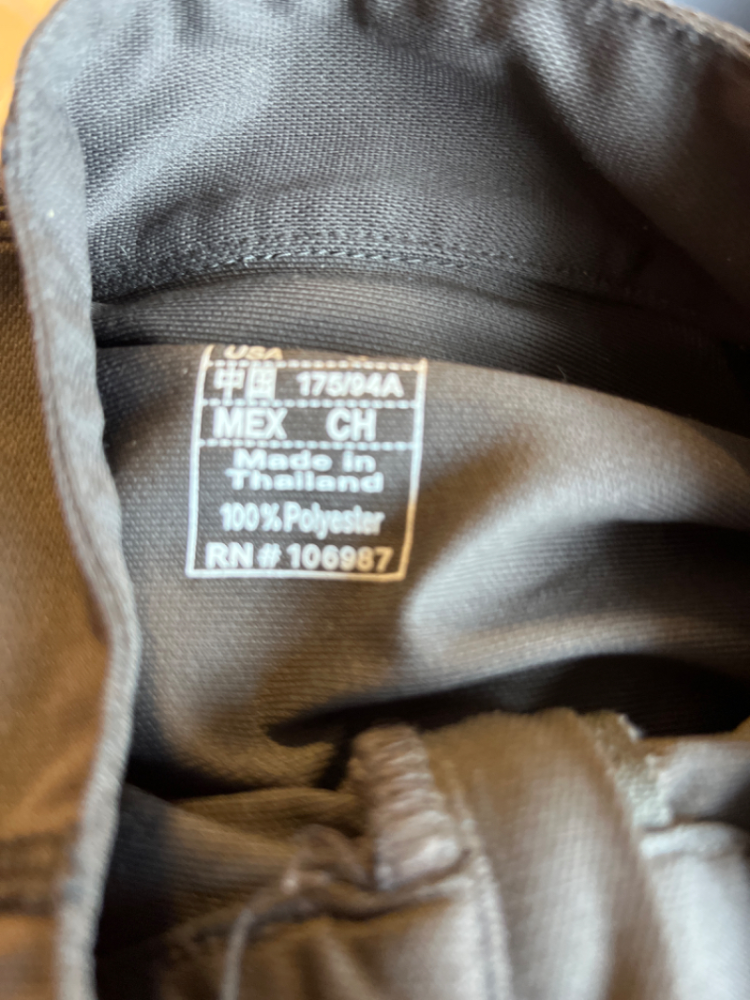 USA
中国 175/94A
MEX CH
Made in
Thailand
100%Polyester
RN# 106987